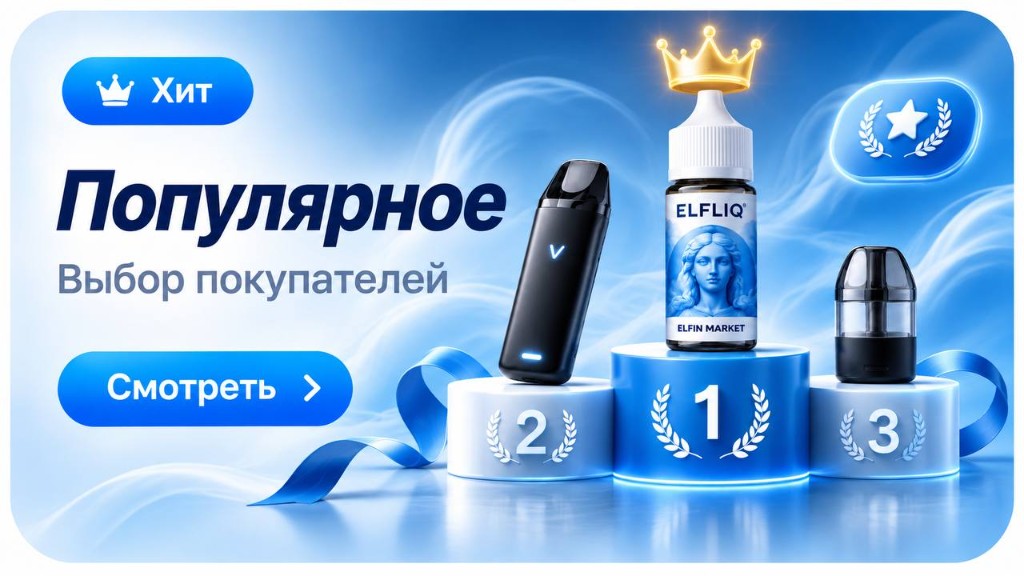 Хит
Популярное
Выбор покупателей
Смотреть
ELFLIQ®
ELFIN MARKET
V
2
1
3